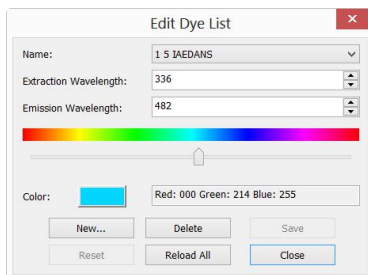 Edit Dye List
Name: 1 5 IAEDANS
Extraction Wavelength: 336
Emission Wavelength: 482
Color: Red: 000 Green: 214 Blue: 255
New... Delete Save
Reset Reload All Close